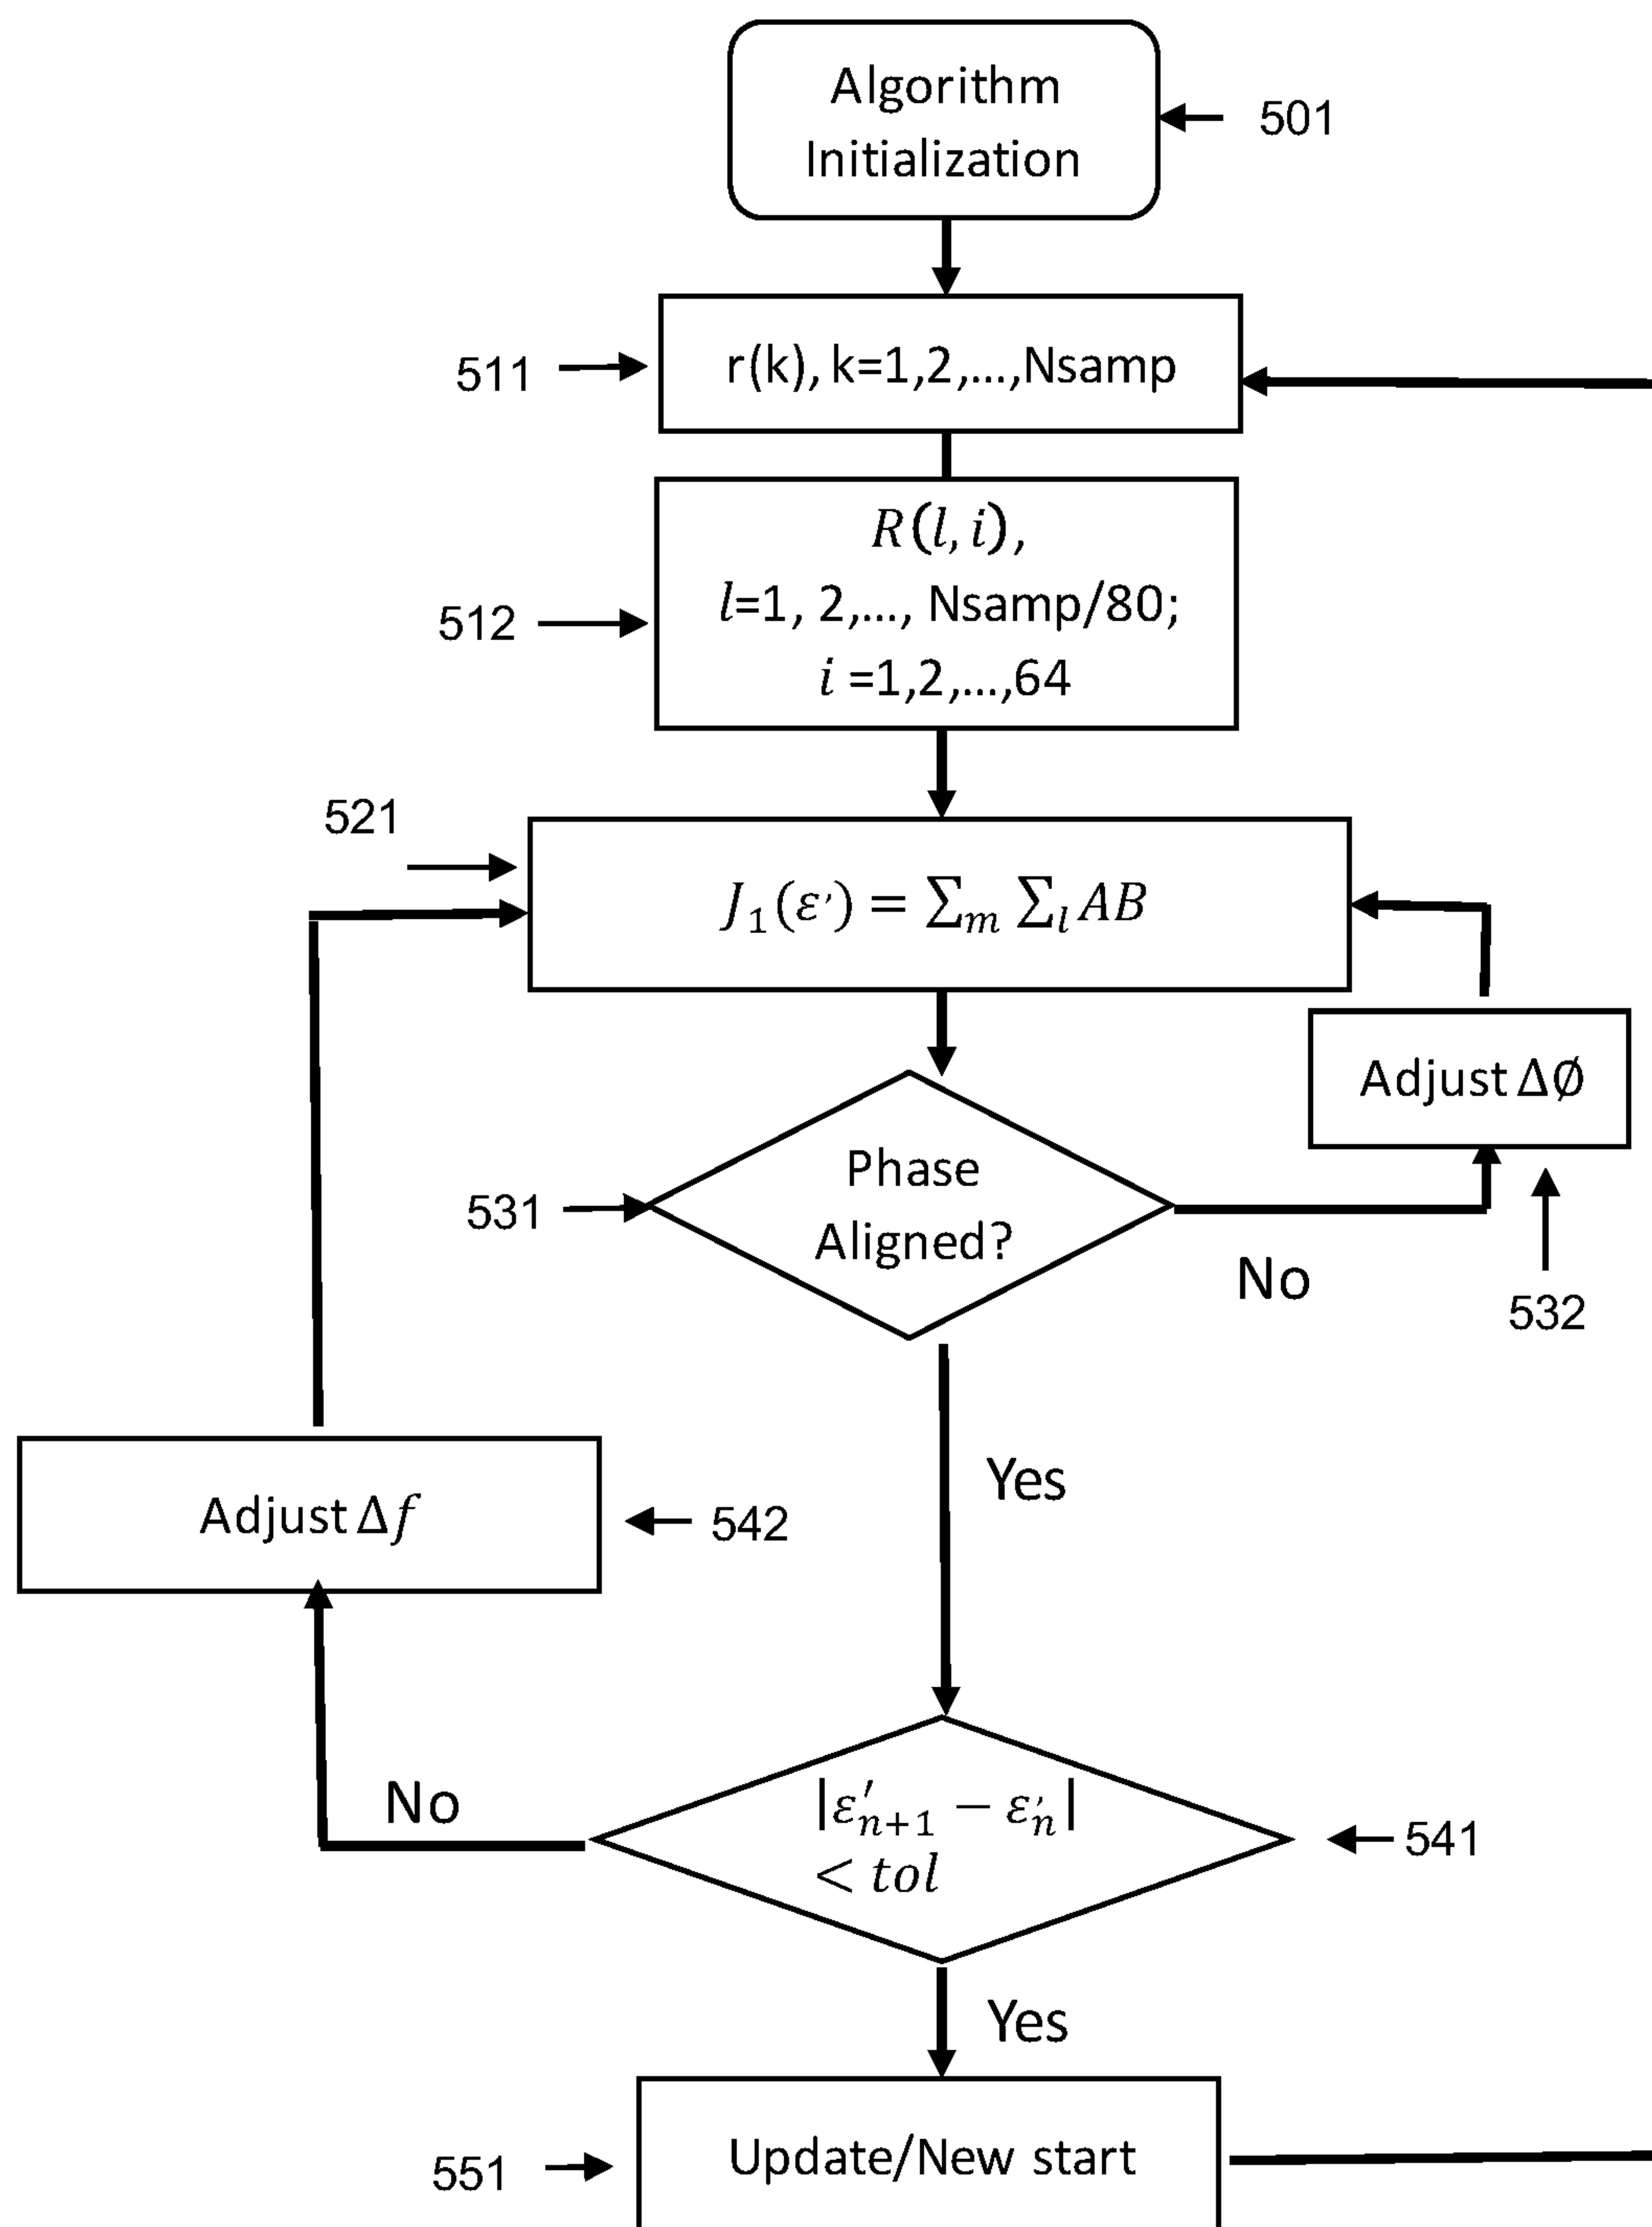 Algorithm
Initialization
501
r(k), k=1,2,...,Nsamp
511
R(l, i),
l=1, 2,..., Nsamp/80;
i =1,2,...,64
512
521
J₁(ε’) = ∑ₘ ∑ₗ AB
Adjust ΔØ
Phase
Aligned?
531
No
532
Yes
Adjust Δf
542
No
|ε′ₙ₊₁ − ε’ₙ|
< tol
541
Yes
Update/New start
551